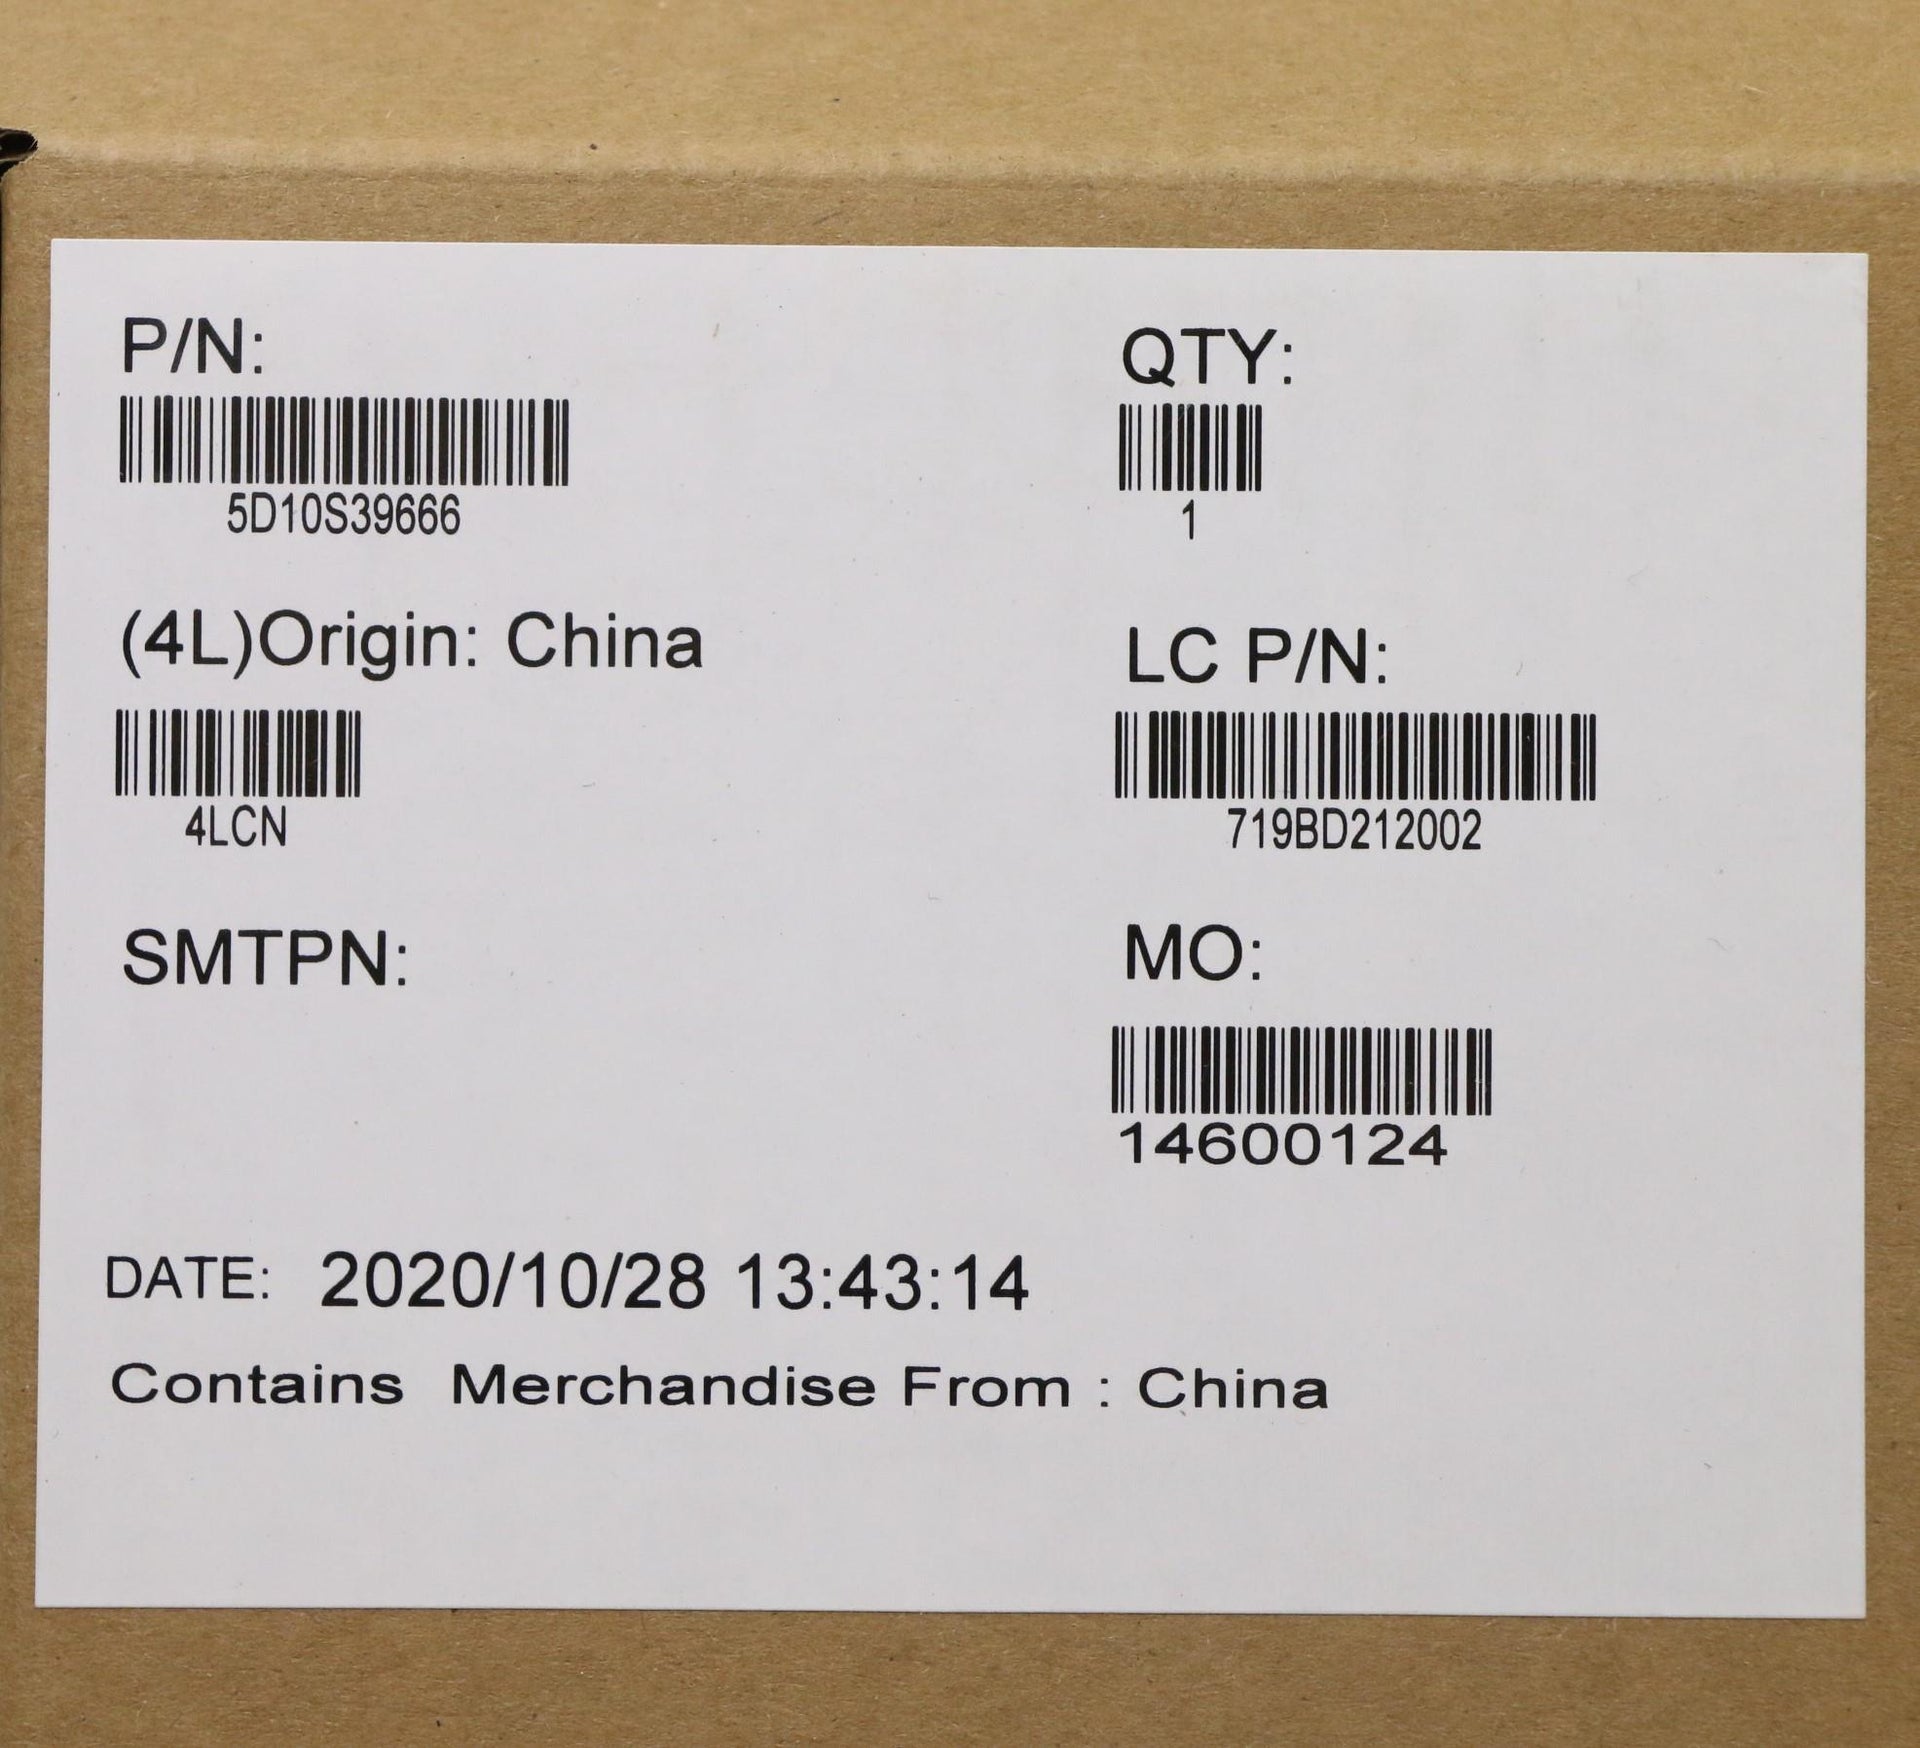 P/N:
5D10S39666
QTY:
1
(4L)Origin: China
4LCN
LC P/N:
719BD212002
SMTPN:
MO:
14600124
DATE: 2020/10/28 13:43:14
Contains Merchandise From : China